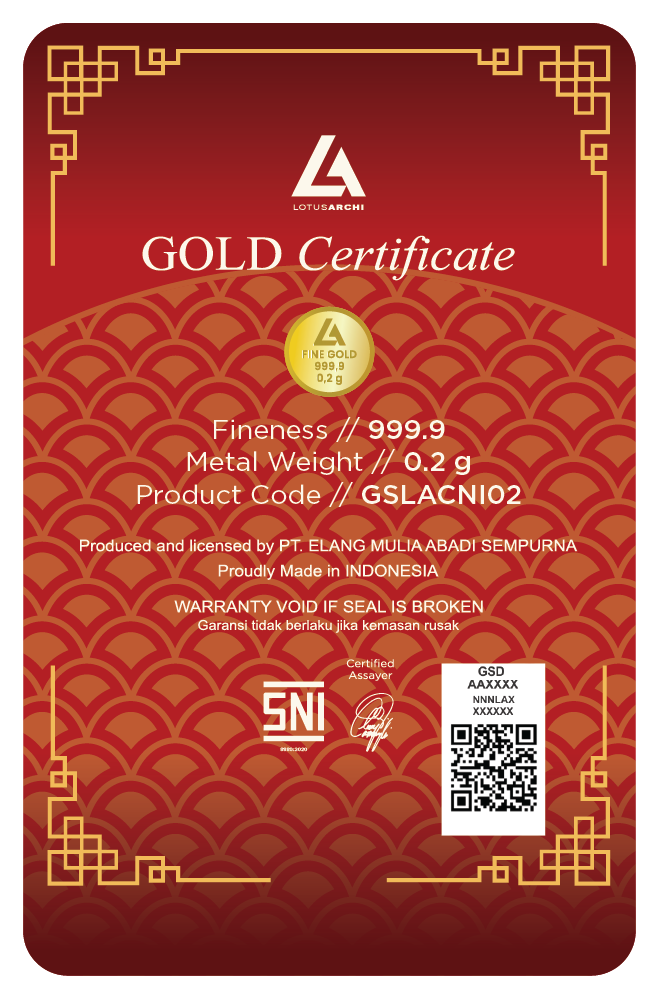 LOTUSARCHI
GOLD Certificate
FINE GOLD
999,9
0,2 g
Fineness // 999.9
Metal Weight // 0.2 g
Product Code // GSLACNI02
Produced and licensed by PT. ELANG MULIA ABADI SEMPURNA
Proudly Made in INDONESIA
WARRANTY VOID IF SEAL IS BROKEN
Garansi tidak berlaku jika kemasan rusak
Certified
Assayer
SNI
GSD
AAXXXX
NNNLAX
XXXXXX